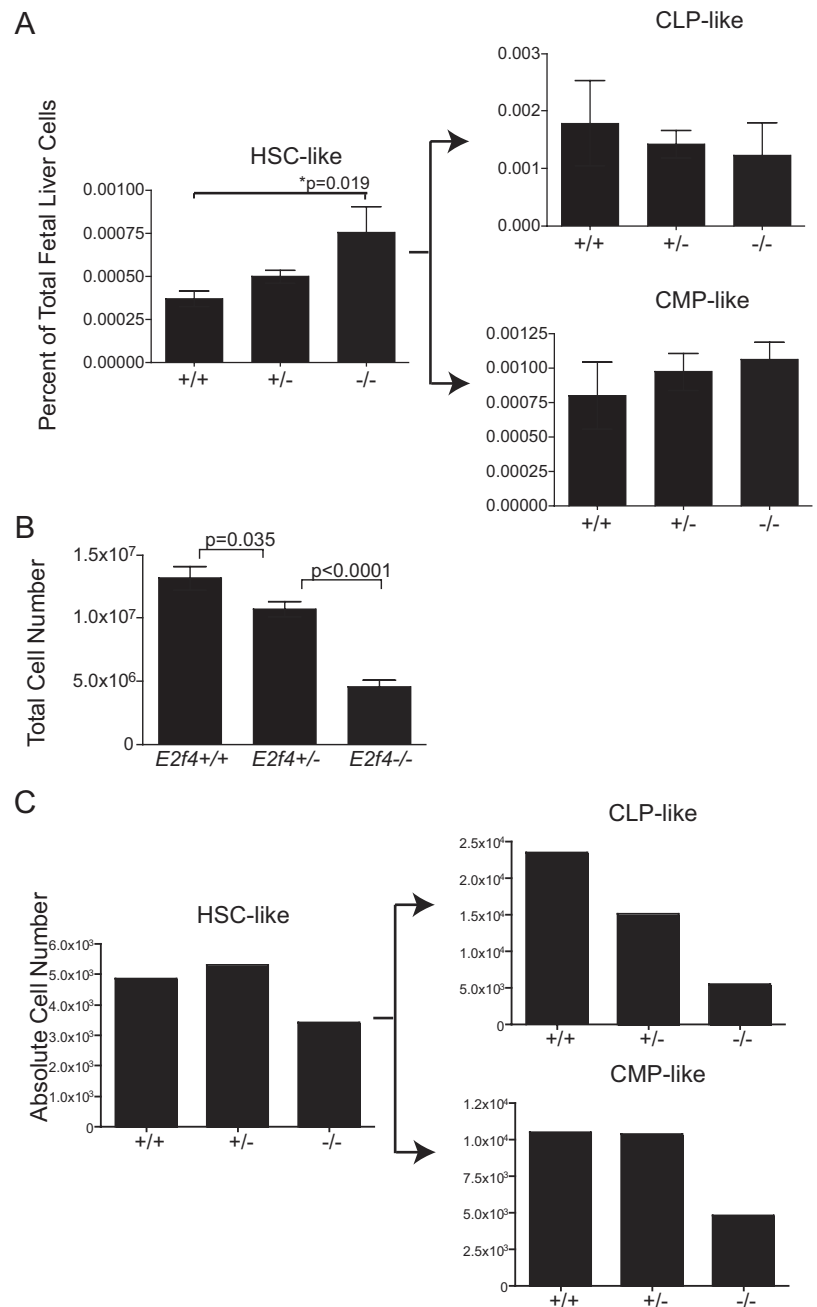 A
Percent of Total Fetal Liver Cells
HSC-like
*p=0.019
0.00100
0.00075
0.00050
0.00025
0.00000
+/+ +/- -/-
CLP-like
0.003
0.002
0.001
0.000
+/+ +/- -/-
CMP-like
0.00125
0.00100
0.00075
0.00050
0.00025
0.00000
+/+ +/- -/-
B
Total Cell Number
p=0.035
p<0.0001
1.5x10⁷
1.0x10⁷
5.0x10⁶
0
E2f4+/+ E2f4+/- E2f4-/-
C
Absolute Cell Number
HSC-like
6.0x10³
5.0x10³
4.0x10³
3.0x10³
2.0x10³
1.0x10³
0
+/+ +/- -/-
CLP-like
2.5x10⁴
2.0x10⁴
1.5x10⁴
1.0x10⁴
5.0x10³
0
+/+ +/- -/-
CMP-like
1.2x10⁴
1.0x10⁴
7.5x10³
5.0x10³
2.5x10³
0
+/+ +/- -/-